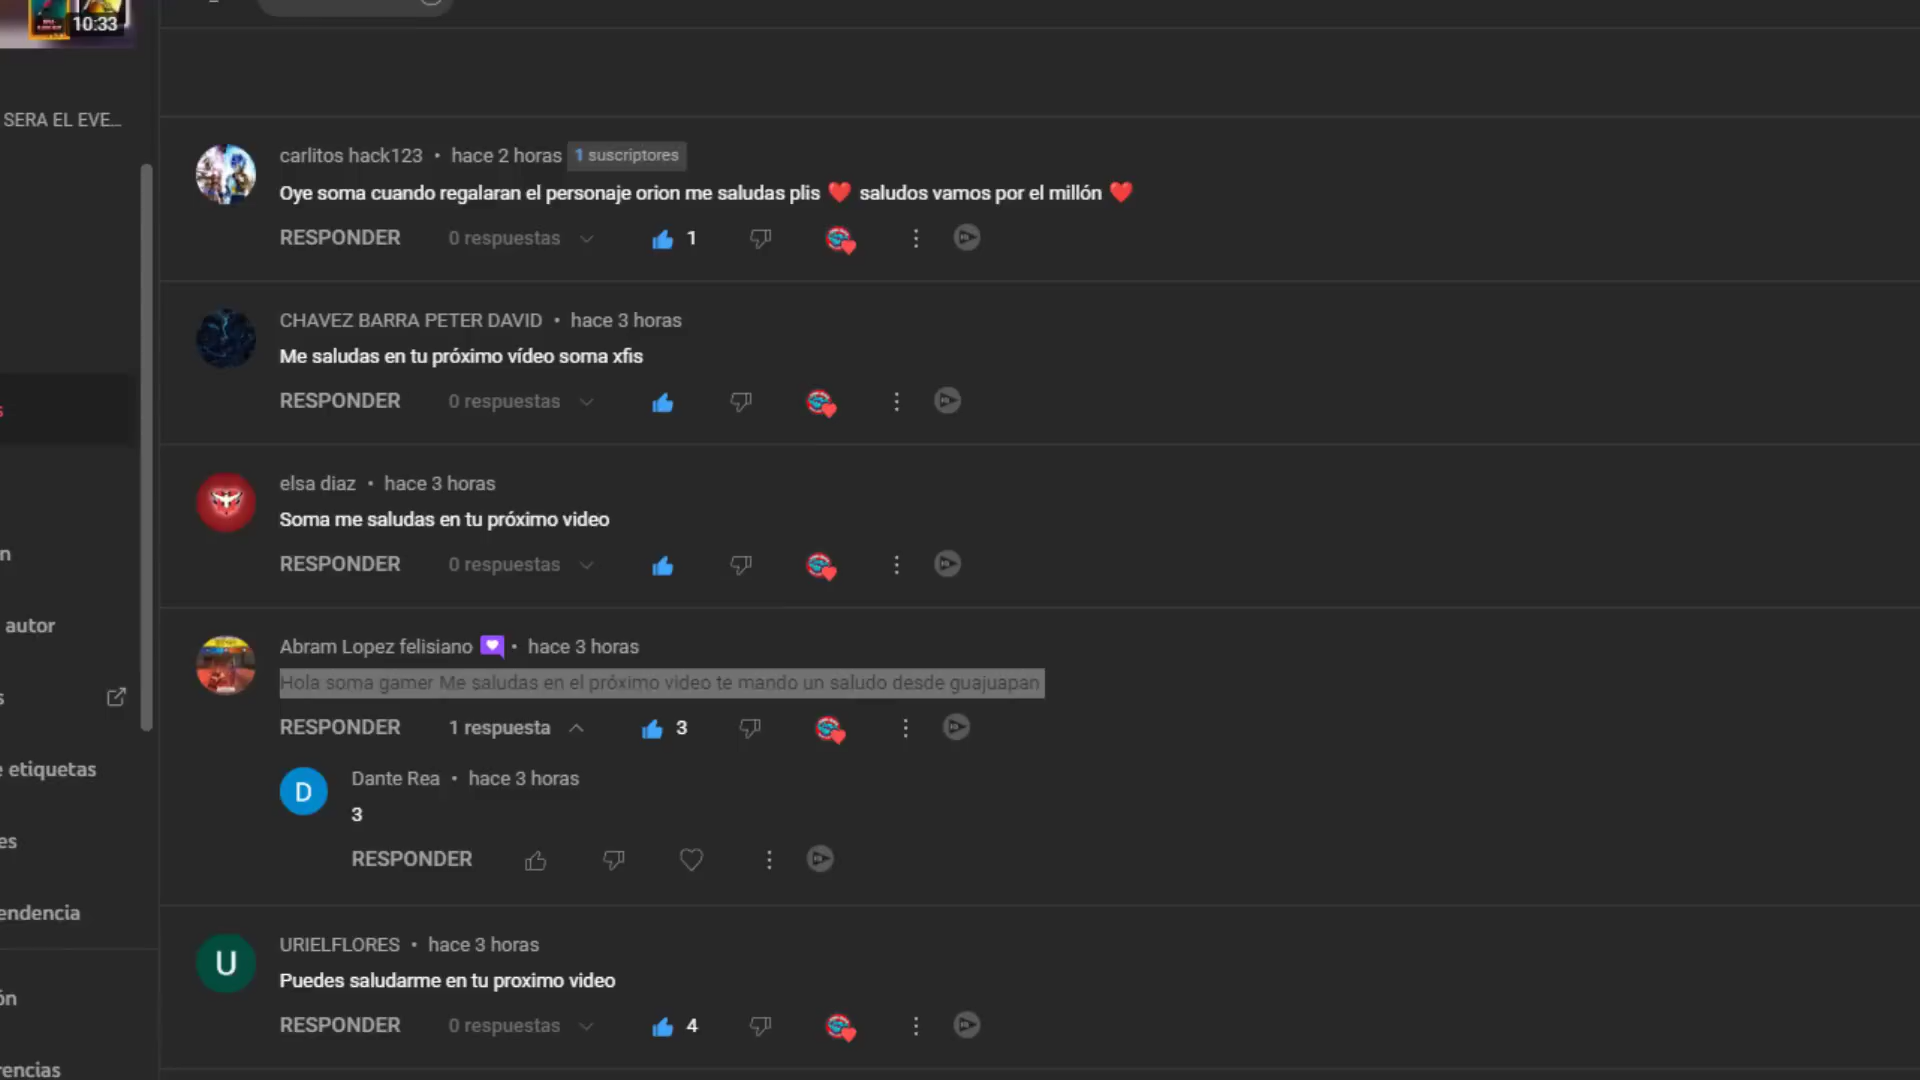 10:33
SERA EL EVE...
carlitos hack123 • hace 2 horas 1 suscriptores
Oye soma cuando regalaran el personaje orion me saludas plis ❤️ saludos vamos por el millón ❤️
RESPONDER 0 respuestas 1
CHAVEZ BARRA PETER DAVID • hace 3 horas
Me saludas en tu próximo vídeo soma xfis
RESPONDER 0 respuestas
s
elsa diaz • hace 3 horas
Soma me saludas en tu próximo video
RESPONDER 0 respuestas
n
autor
Abram Lopez felisiano • hace 3 horas
Hola soma gamer Me saludas en el próximo video te mando un saludo desde guajuapan
s
RESPONDER 1 respuesta 3
e etiquetas
D
Dante Rea • hace 3 horas
3
es
RESPONDER
endencia
U
URIELFLORES • hace 3 horas
Puedes saludarme en tu proximo video
ón
RESPONDER 0 respuestas 4
rencias